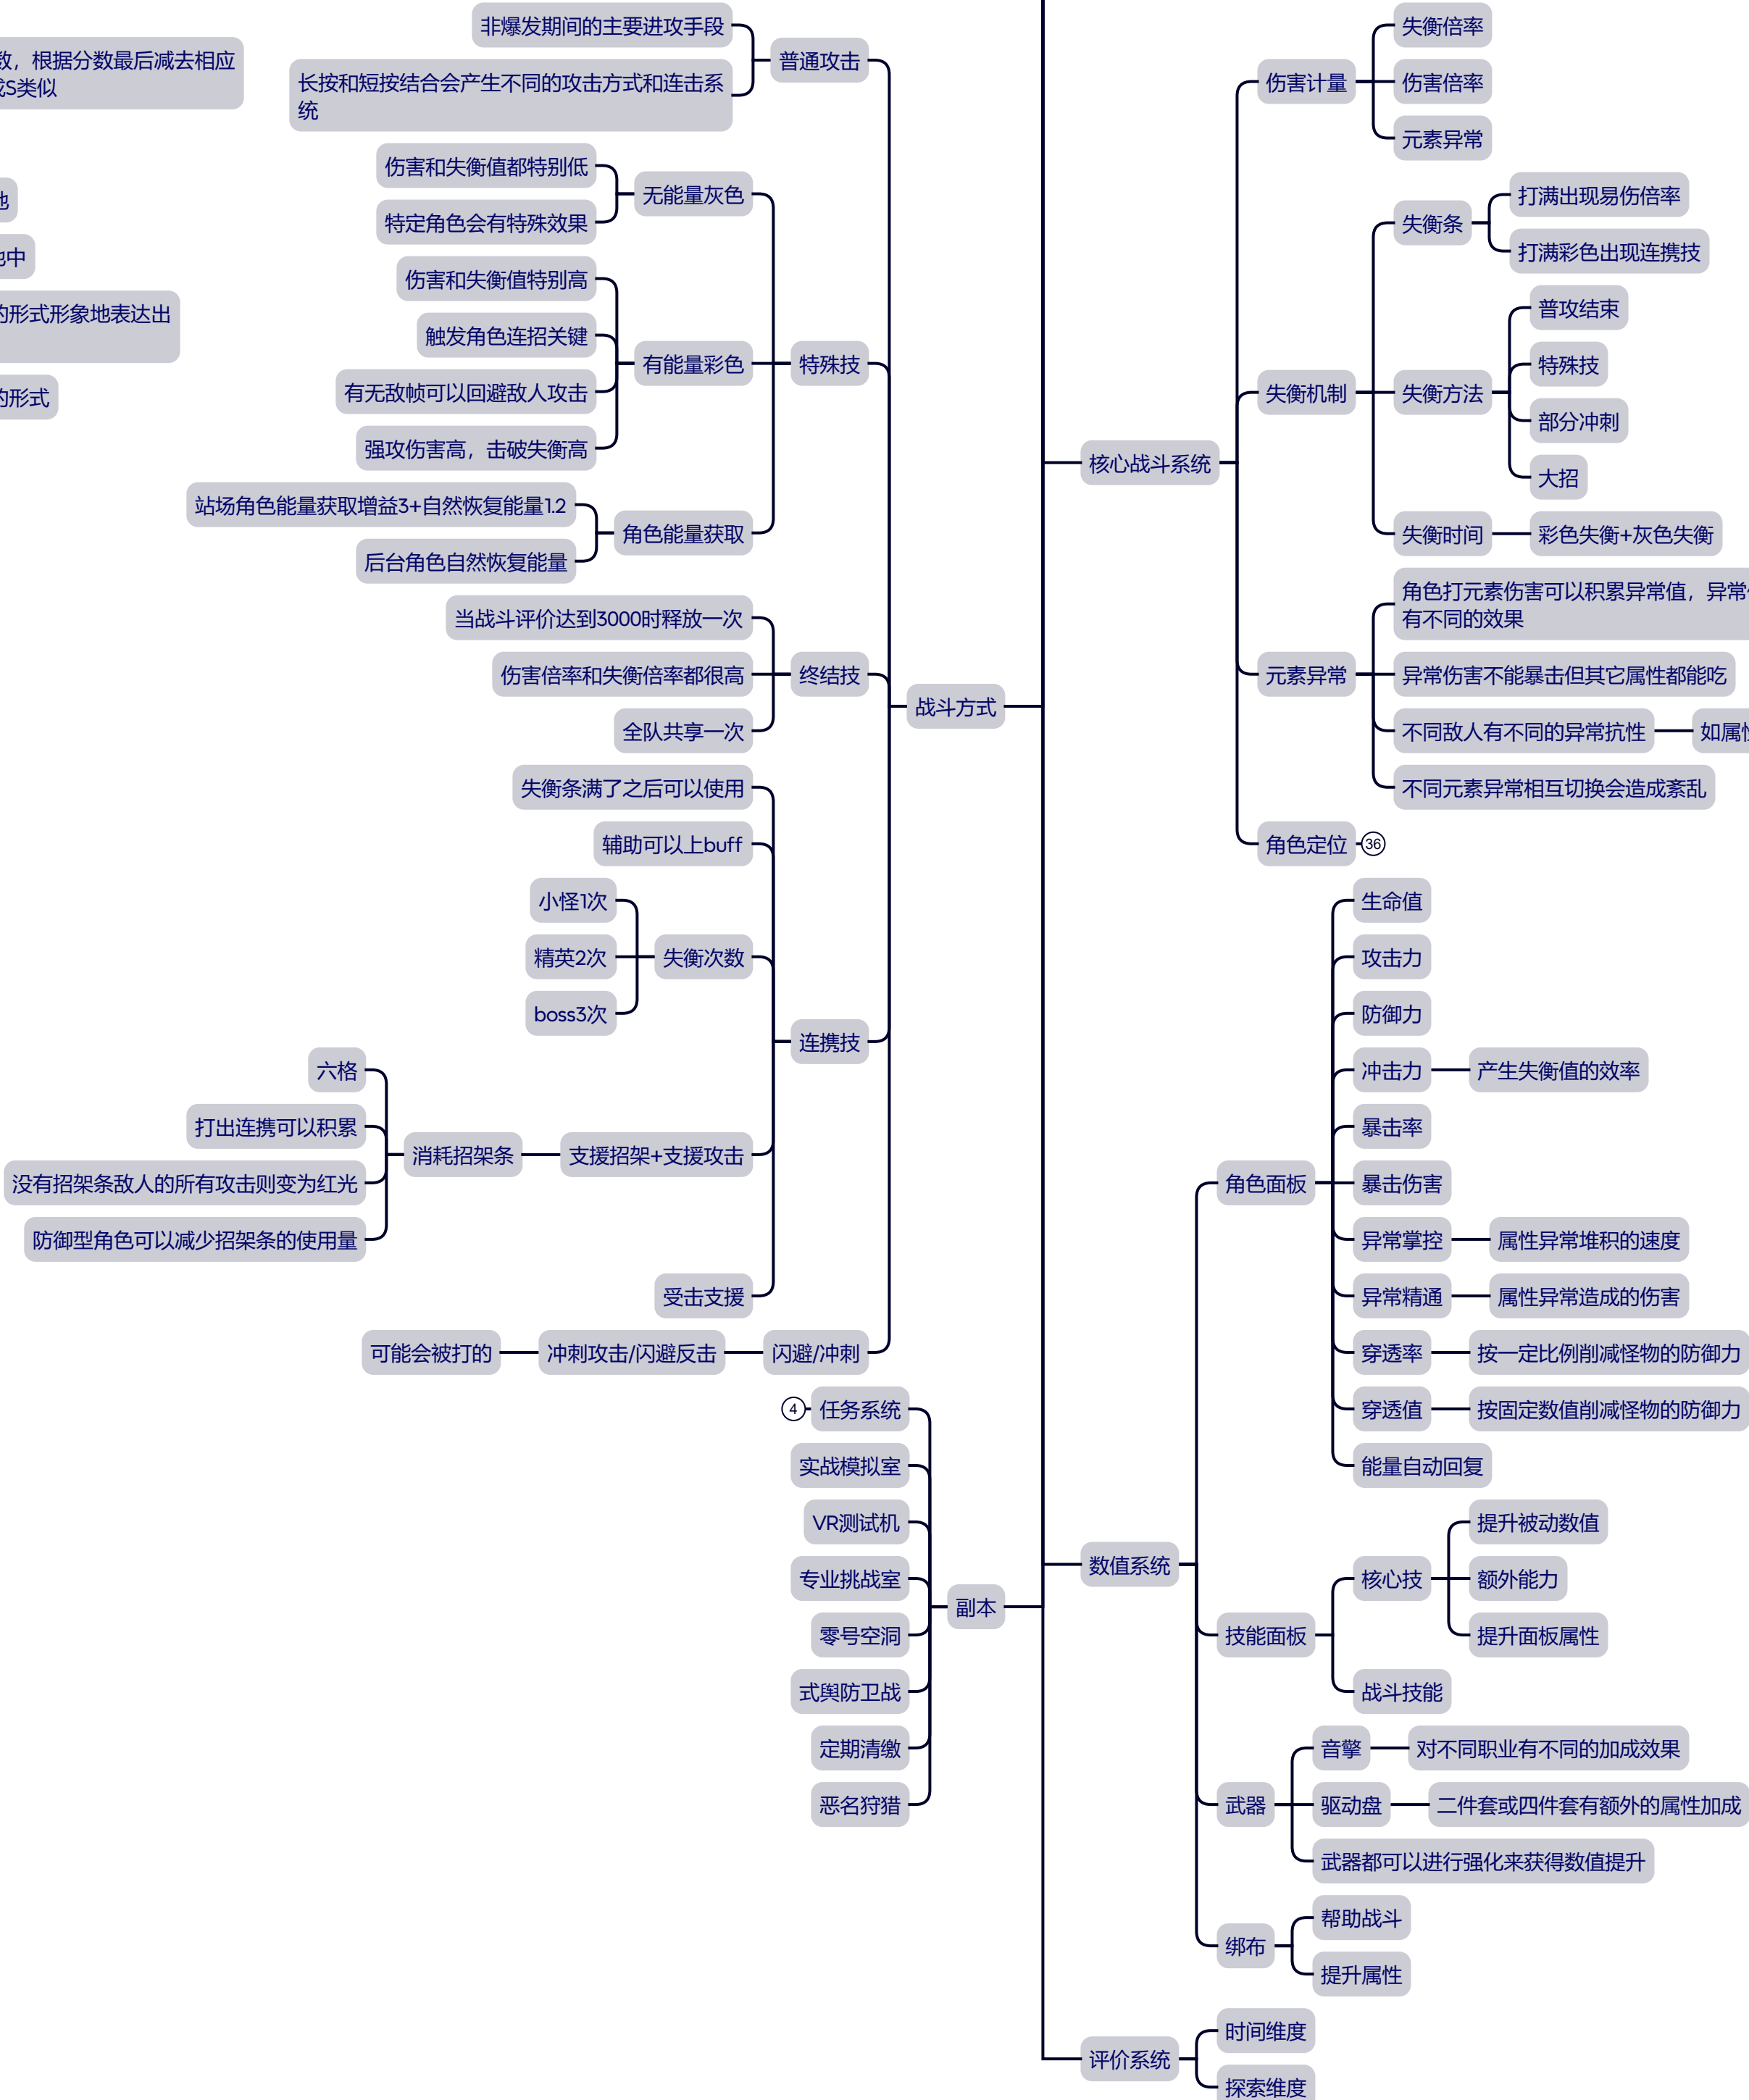 数，根据分数最后减去相应
S类似
中
的形式形象地表达出
的形式
非爆发期间的主要进攻手段
长按和短按结合会产生不同的攻击方式和连击系
统
普通攻击
伤害和失衡值都特别低
特定角色会有特殊效果
无能量灰色
伤害和失衡值特别高
触发角色连招关键
有无敌帧可以回避敌人攻击
强攻伤害高，击破失衡高
有能量彩色
特殊技
站场角色能量获取增益3+自然恢复能量1.2
后台角色自然恢复能量
角色能量获取
当战斗评价达到3000时释放一次
伤害倍率和失衡倍率都很高
全队共享一次
终结技
战斗方式
失衡条满了之后可以使用
辅助可以上buff
小怪1次
精英2次
boss3次
失衡次数
连携技
六格
打出连携可以积累
没有招架条敌人的所有攻击则变为红光
防御型角色可以减少招架条的使用量
消耗招架条
支援招架+支援攻击
受击支援
可能会被打的
冲刺攻击/闪避反击
闪避/冲刺
4
任务系统
实战模拟室
VR测试机
专业挑战室
零号空洞
式舆防卫战
定期清缴
恶名狩猎
副本
核心战斗系统
伤害计量
失衡倍率
伤害倍率
元素异常
失衡机制
失衡条
打满出现易伤倍率
打满彩色出现连携技
失衡方法
普攻结束
特殊技
部分冲刺
大招
失衡时间
彩色失衡+灰色失衡
元素异常
角色打元素伤害可以积累异常值，异常
有不同的效果
异常伤害不能暴击但其它属性都能吃
不同敌人有不同的异常抗性
如属性
不同元素异常相互切换会造成紊乱
角色定位
36
数值系统
角色面板
生命值
攻击力
防御力
冲击力
产生失衡值的效率
暴击率
暴击伤害
异常掌控
属性异常堆积的速度
异常精通
属性异常造成的伤害
穿透率
按一定比例削减怪物的防御力
穿透值
按固定数值削减怪物的防御力
能量自动回复
技能面板
核心技
提升被动数值
额外能力
提升面板属性
战斗技能
武器
音擎
对不同职业有不同的加成效果
驱动盘
二件套或四件套有额外的属性加成
武器都可以进行强化来获得数值提升
绑布
帮助战斗
提升属性
评价系统
时间维度
探索维度